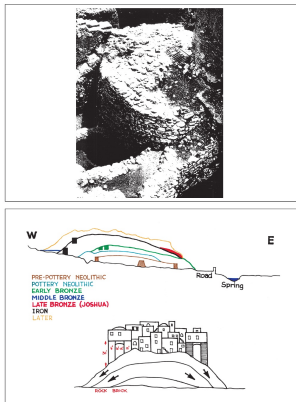 W
E
Road
Spring
PRE-POTTERY NEOLITHIC
POTTERY NEOLITHIC
EARLY BRONZE
MIDDLE BRONZE
LATE BRONZE (JOSHUA)
IRON
LATER
ROCK BRICK